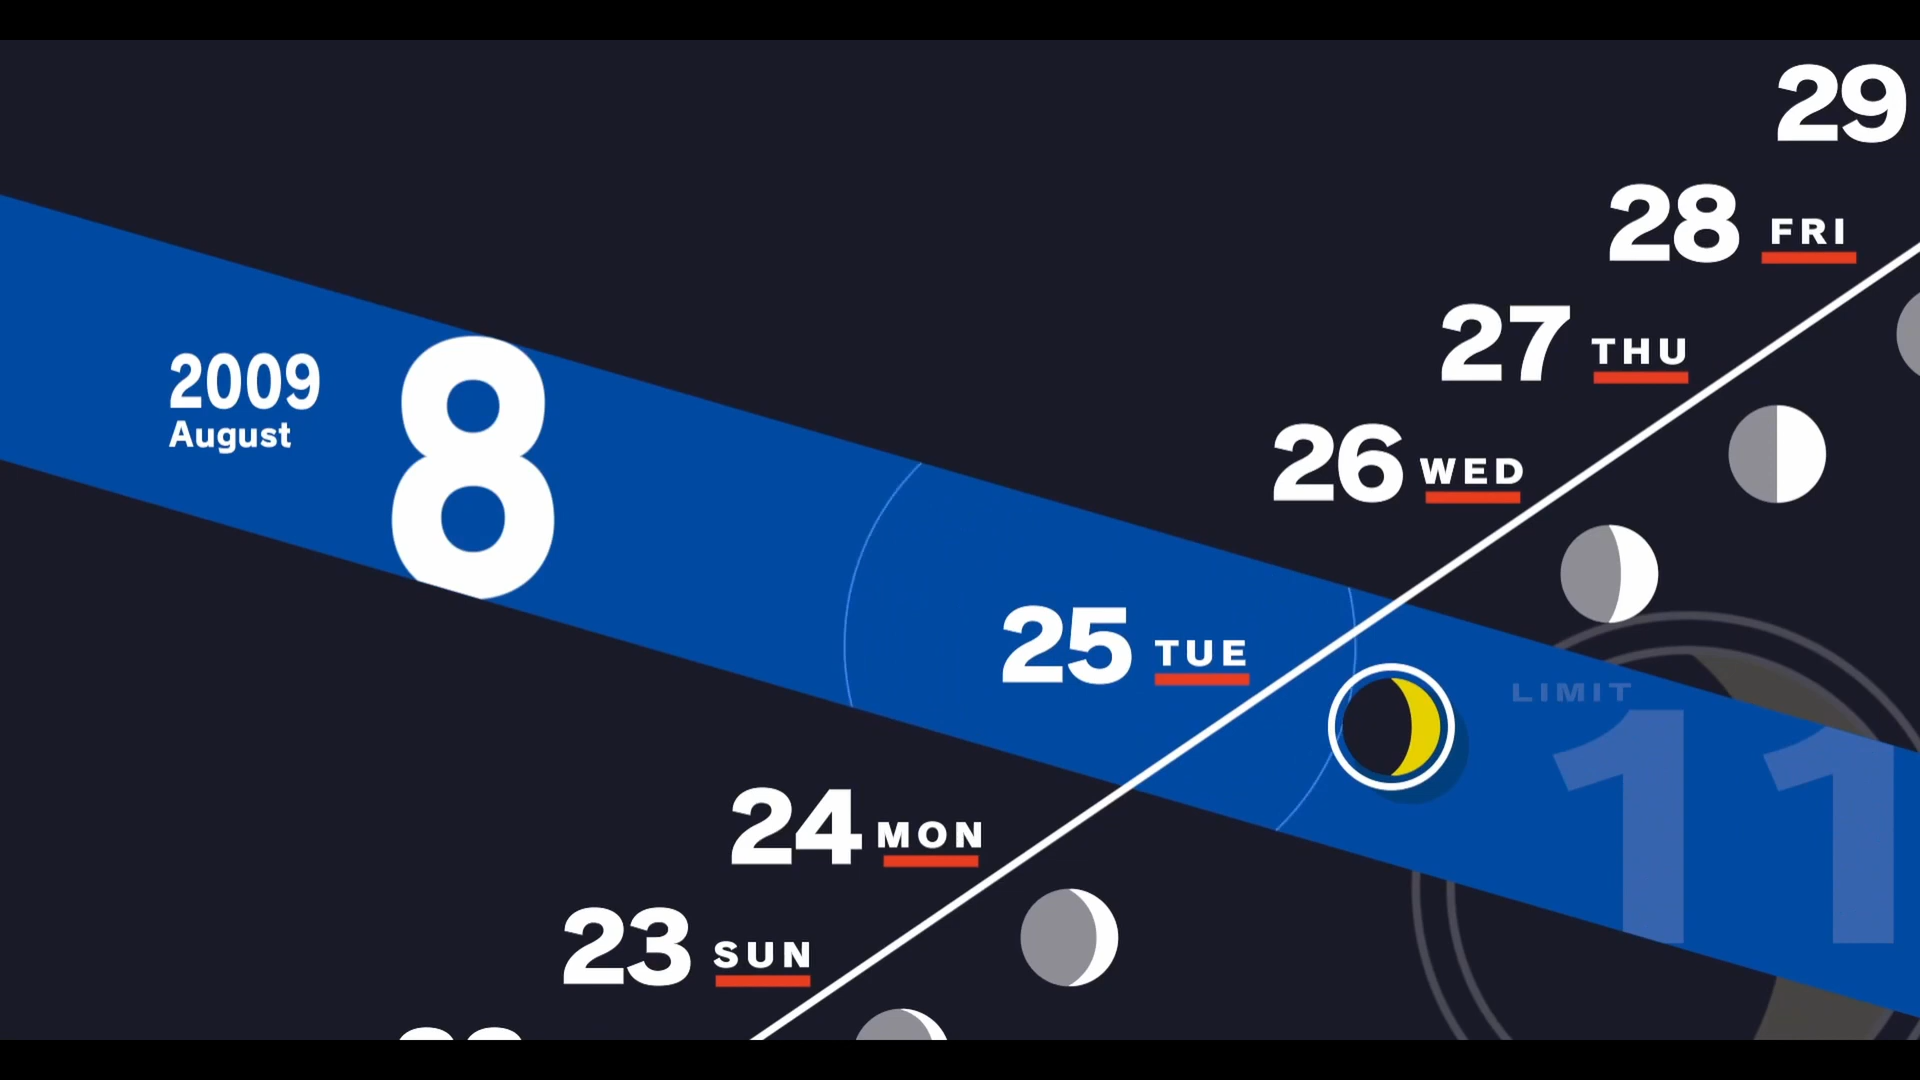 29
28 FRI
27 THU
2009
August
8
26 WED
25 TUE
LIMIT
11
24 MON
23 SUN